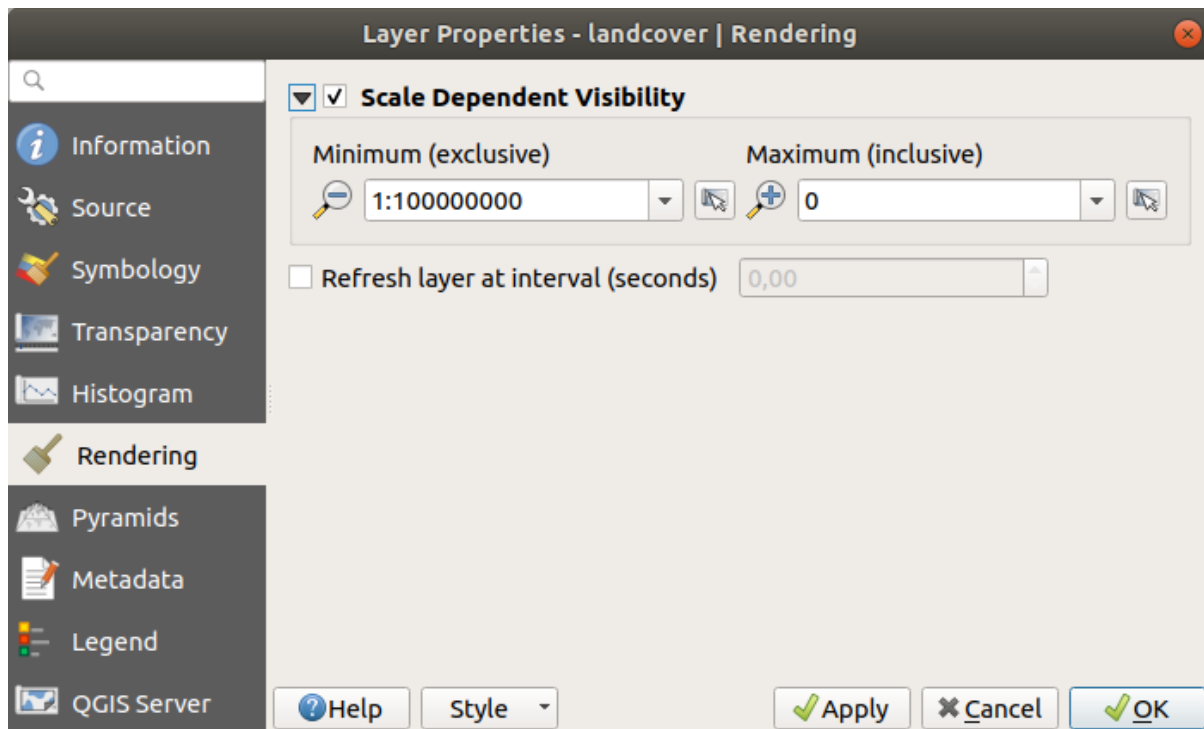 Layer Properties - landcover | Rendering
Information
Source
Symbology
Transparency
Histogram
Rendering
Pyramids
Metadata
Legend
QGIS Server
Scale Dependent Visibility
Minimum (exclusive) Maximum (inclusive)
1:100000000 0
Refresh layer at interval (seconds) 0,00
Help Style Apply Cancel OK